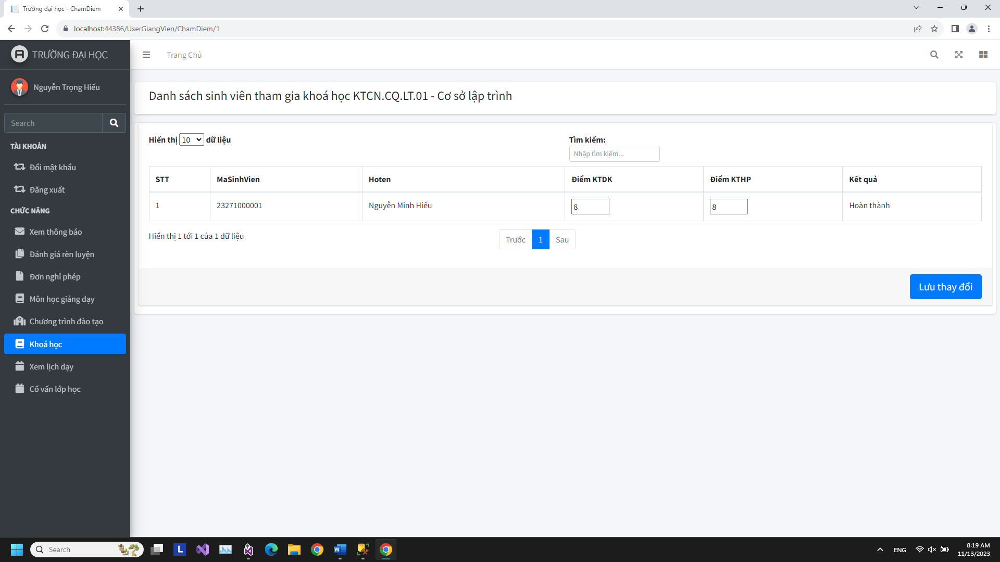 Trường đại học - ChamDiem
localhost:44386/UserGiangVien/ChamDiem/1
TRƯỜNG ĐẠI HỌC
Trang Chủ
Nguyễn Trọng Hiếu
Danh sách sinh viên tham gia khoá học KTCN.CQ.LT.01 - Cơ sở lập trình
Search
TÀI KHOẢN
Đổi mật khẩu
Đăng xuất
CHỨC NĂNG
Xem thông báo
Đánh giá rèn luyện
Đơn nghỉ phép
Môn học giảng dạy
Chương trình đào tạo
Khoá học
Xem lịch dạy
Cố vấn lớp học
Hiển thị 10 dữ liệu
Tìm kiếm:
Nhập tìm kiếm...
STT MaSinhVien Hoten Điểm KTDK Điểm KTHP Kết quả
1 23271000001 Nguyễn Minh Hiếu 8 8 Hoàn thành
Hiển thị 1 tới 1 của 1 dữ liệu
Trước 1 Sau
Lưu thay đổi
Search
L
W
ENG
8:19 AM
11/13/2023